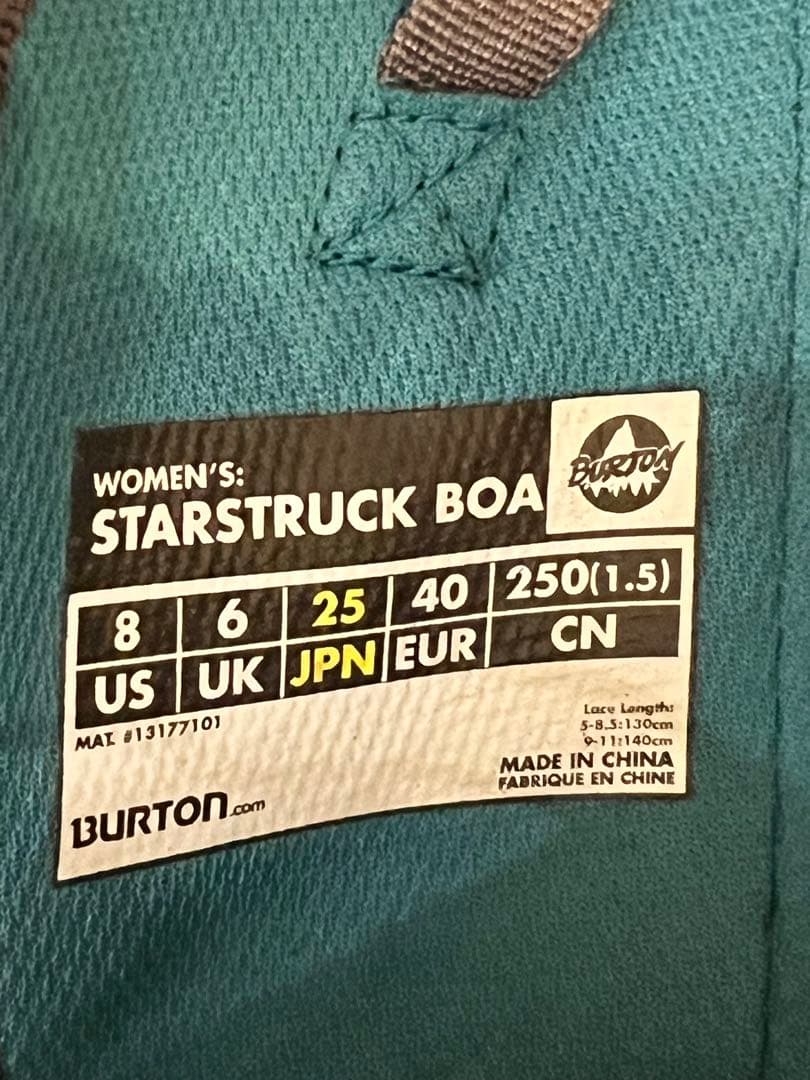 WOMEN'S:
STARSTRUCK BOA
BURTON
8 6 25 40 250(1.5)
US UK JPN EUR CN
MAT. #13177101
Lace Length:
5-8.5:130cm
9-11:140cm
MADE IN CHINA
FABRIQUE EN CHINE
BURTON.com